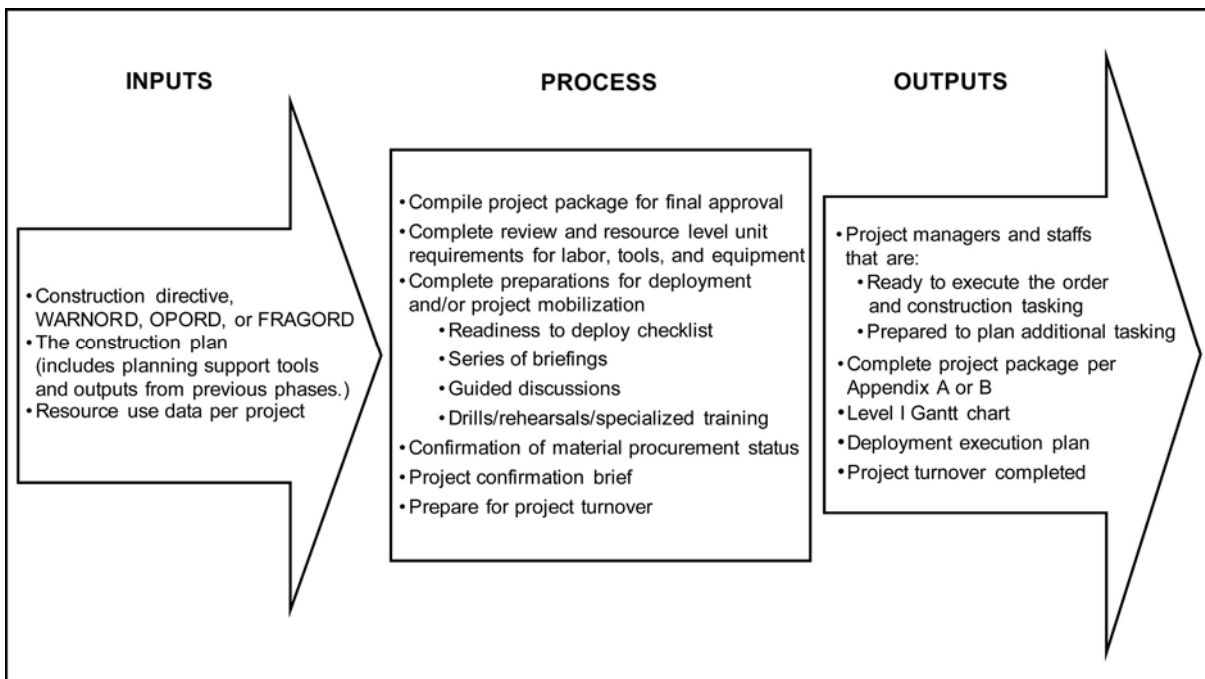 INPUTS
• Construction directive,
WARNORD, OPORD, or FRAGORD
• The construction plan
(includes planning support tools
and outputs from previous phases.)
• Resource use data per project
PROCESS
• Compile project package for final approval
• Complete review and resource level unit
requirements for labor, tools, and equipment
• Complete preparations for deployment
and/or project mobilization
• Readiness to deploy checklist
• Series of briefings
• Guided discussions
• Drills/rehearsals/specialized training
• Confirmation of material procurement status
• Project confirmation brief
• Prepare for project turnover
OUTPUTS
• Project managers and staffs
that are:
• Ready to execute the order
and construction tasking
• Prepared to plan additional tasking
• Complete project package per
Appendix A or B
• Level I Gantt chart
• Deployment execution plan
• Project turnover completed